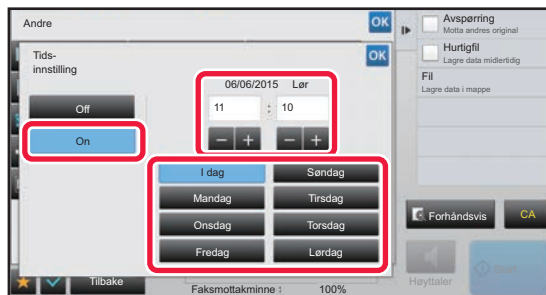 Andre
OK
Tids-
innstilling
OK
06/06/2015 Lør
11 : 10
Off
On
I dag
Søndag
Mandag
Tirsdag
Onsdag
Torsdag
Fredag
Lørdag
Tilbake
Faksmottakminne : 100%
Avsperring
Motta andres original
Hurtigfil
Lagre data midlertidig
Fil
Lagre data i mappe
Forhåndsvis
CA
Høyttaler
Start